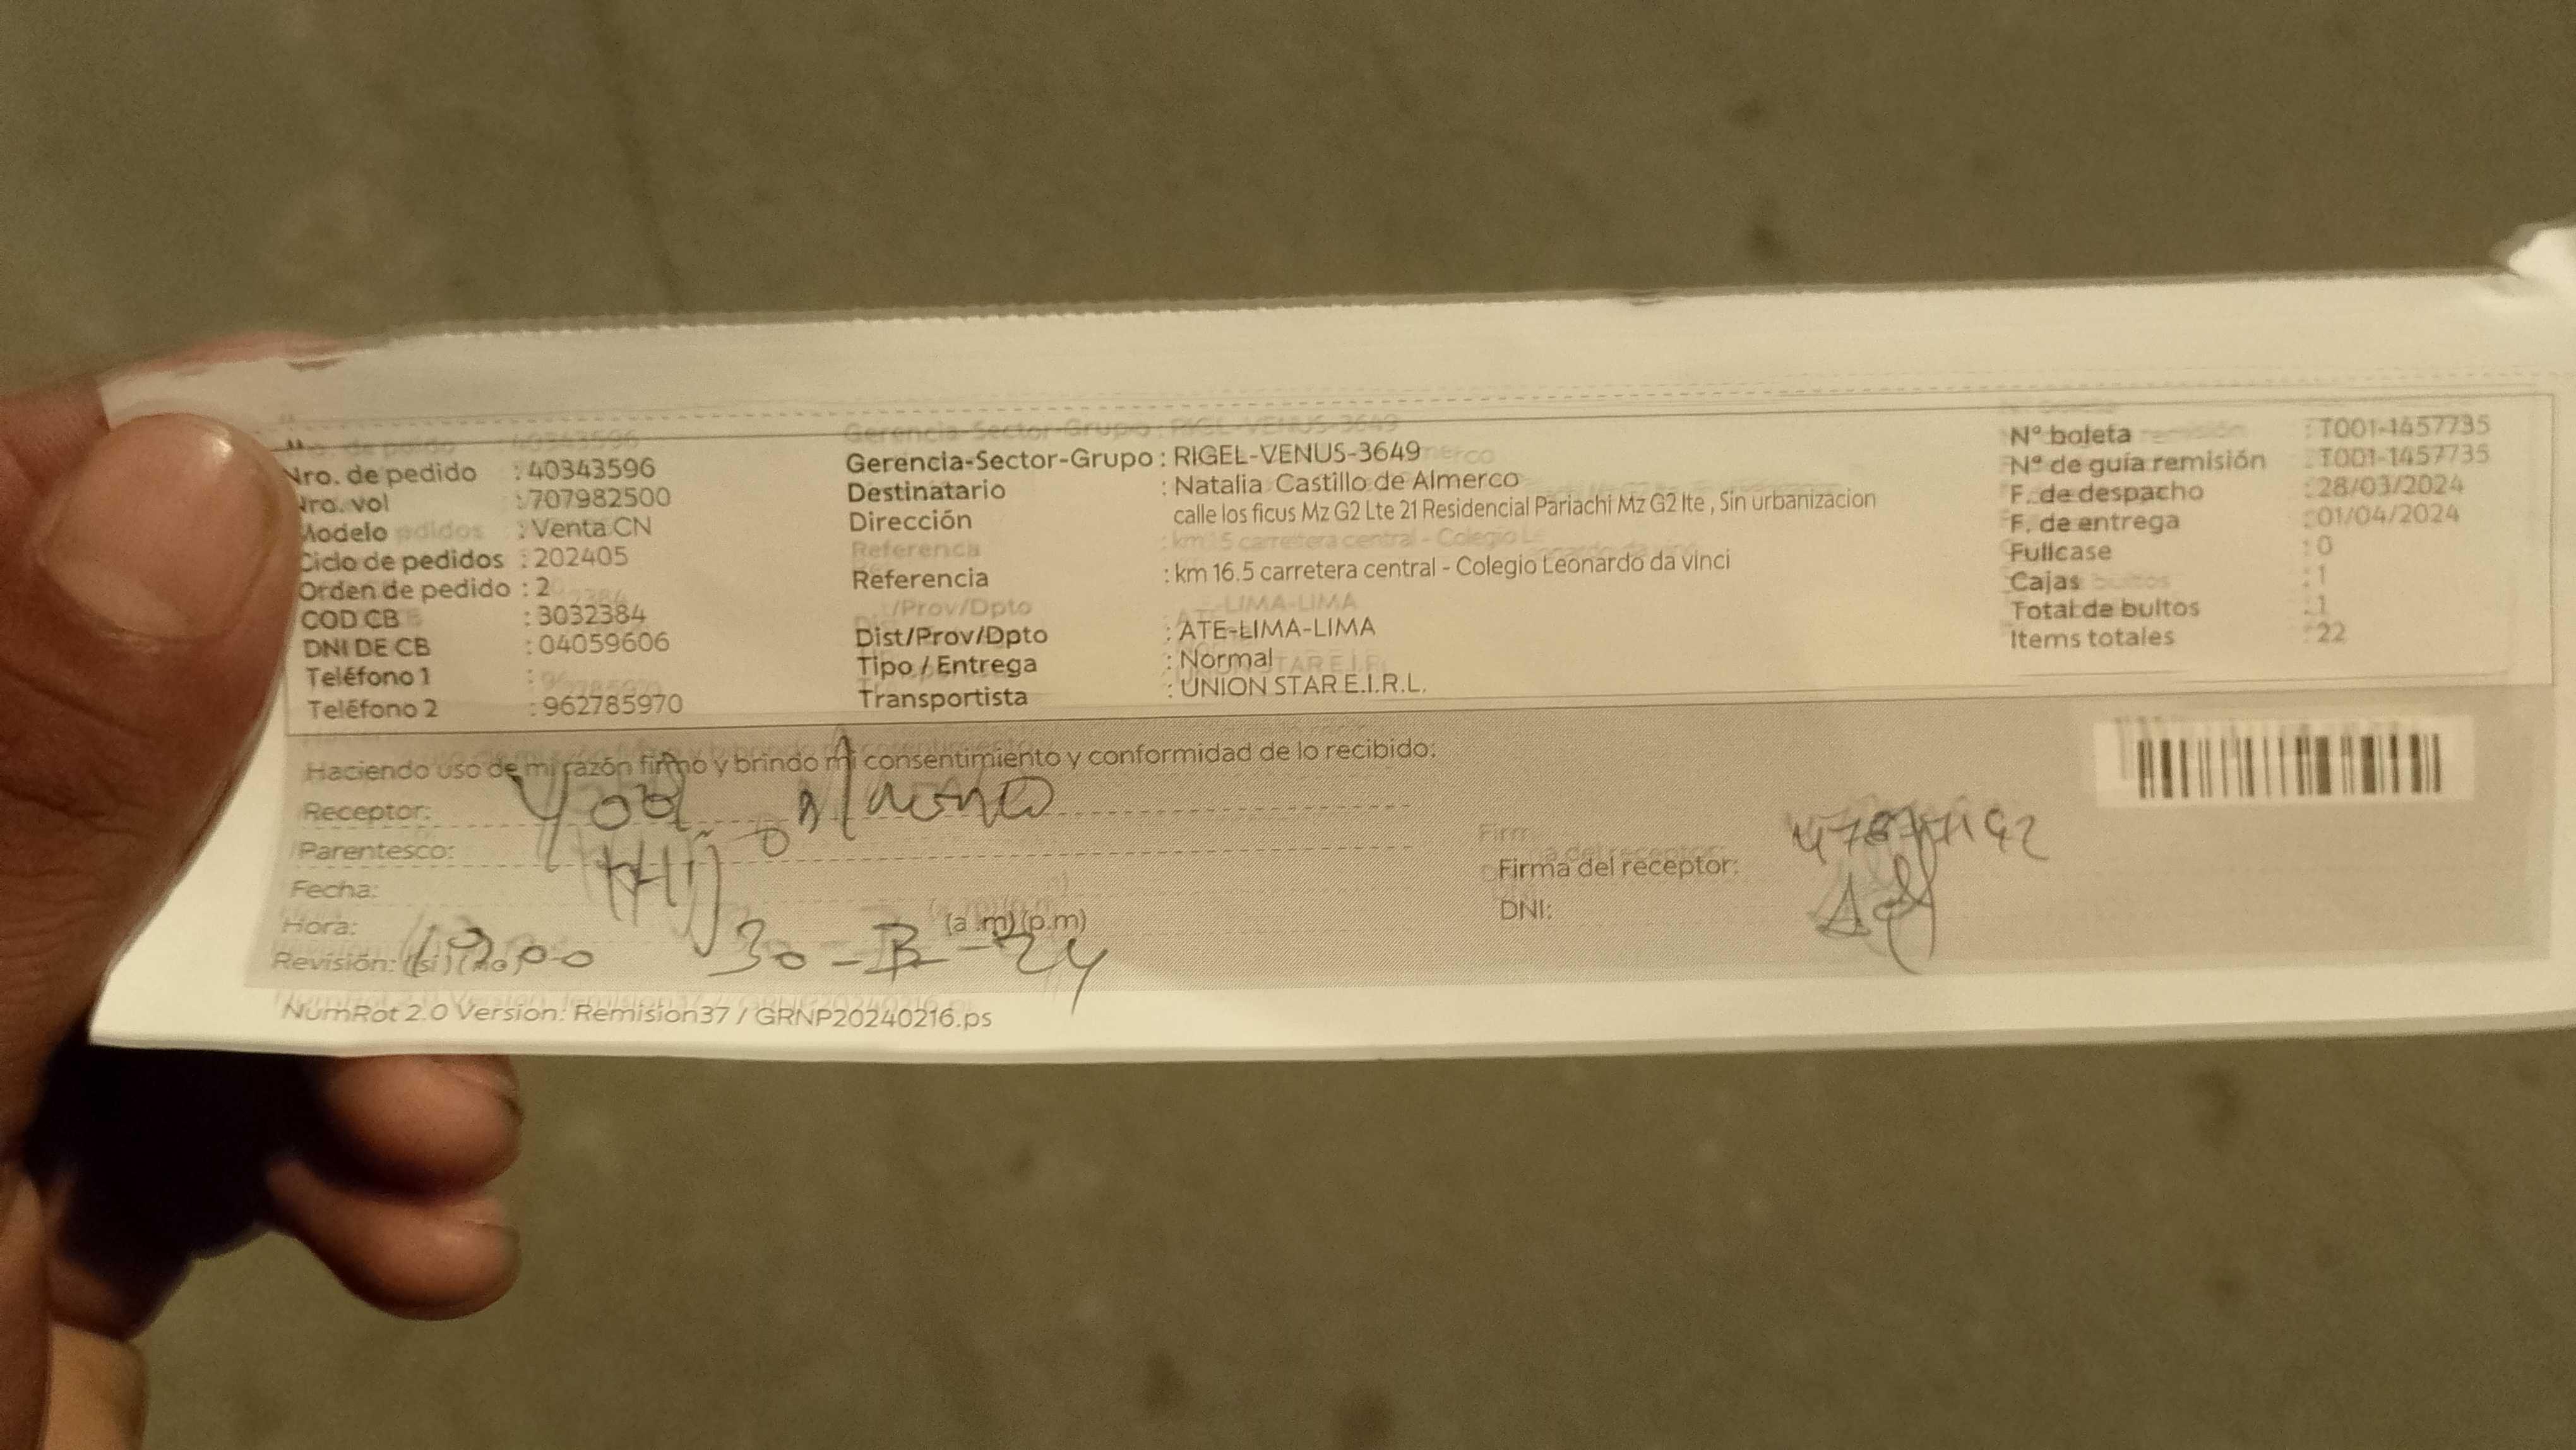 Nro. de pedido : 40343596
Nro. vol : 707982500
Modelo : Venta CN
Ciclo de pedidos : 202405
Orden de pedido : 2
COD CB : 3032384
DNI DE CB : 04059606
Teléfono 1 :
Teléfono 2 : 962785970
Gerencia-Sector-Grupo : RIGEL-VENUS-3649
Destinatario : Natalia Castillo de Almerco
Dirección calle los ficus Mz G2 Lte 21 Residencial Pariachi Mz G2 lte , Sin urbanizacion
Referencia : km 16.5 carretera central - Colegio Leonardo da vinci
Dist/Prov/Dpto : ATE-LIMA-LIMA
Tipo / Entrega : Normal
Transportista : UNION STAR E.I.R.L.
N° boleta : T001-1457735
N° de guía remisión : T001-1457735
F. de despacho : 28/03/2024
F. de entrega : 01/04/2024
Fullcase : 0
Cajas : 1
Total de bultos : 1
Items totales : 22
Haciendo uso de mi razón firmo y brindo mi consentimiento y conformidad de lo recibido:
Receptor:
Parentesco: Hijo
Fecha:
Hora: (a.m) (p.m)
Revisión: (si) (no)
30 - 3 - 24
Firma del receptor:
DNI:
NumRot 2.0 Version: Remision37 / GRNP20240216.ps